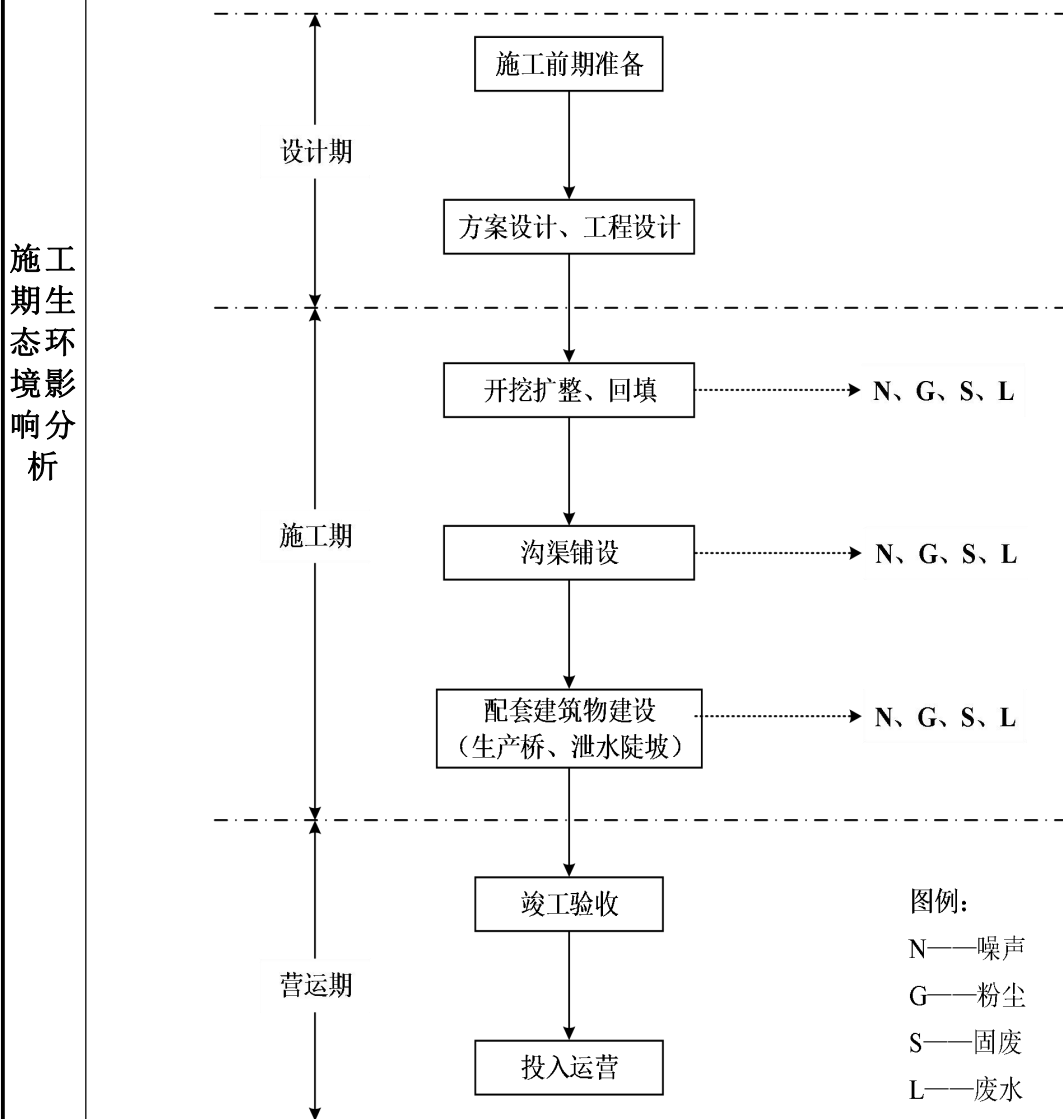 施工
期生
态环
境影
响分
析
施工前期准备
设计期
方案设计、工程设计
开挖扩整、回填
N、G、S、L
施工期
沟渠铺设
N、G、S、L
配套建筑物建设
（生产桥、泄水陡坡）
N、G、S、L
竣工验收
营运期
投入运营
图例：
N——噪声
G——粉尘
S——固废
L——废水